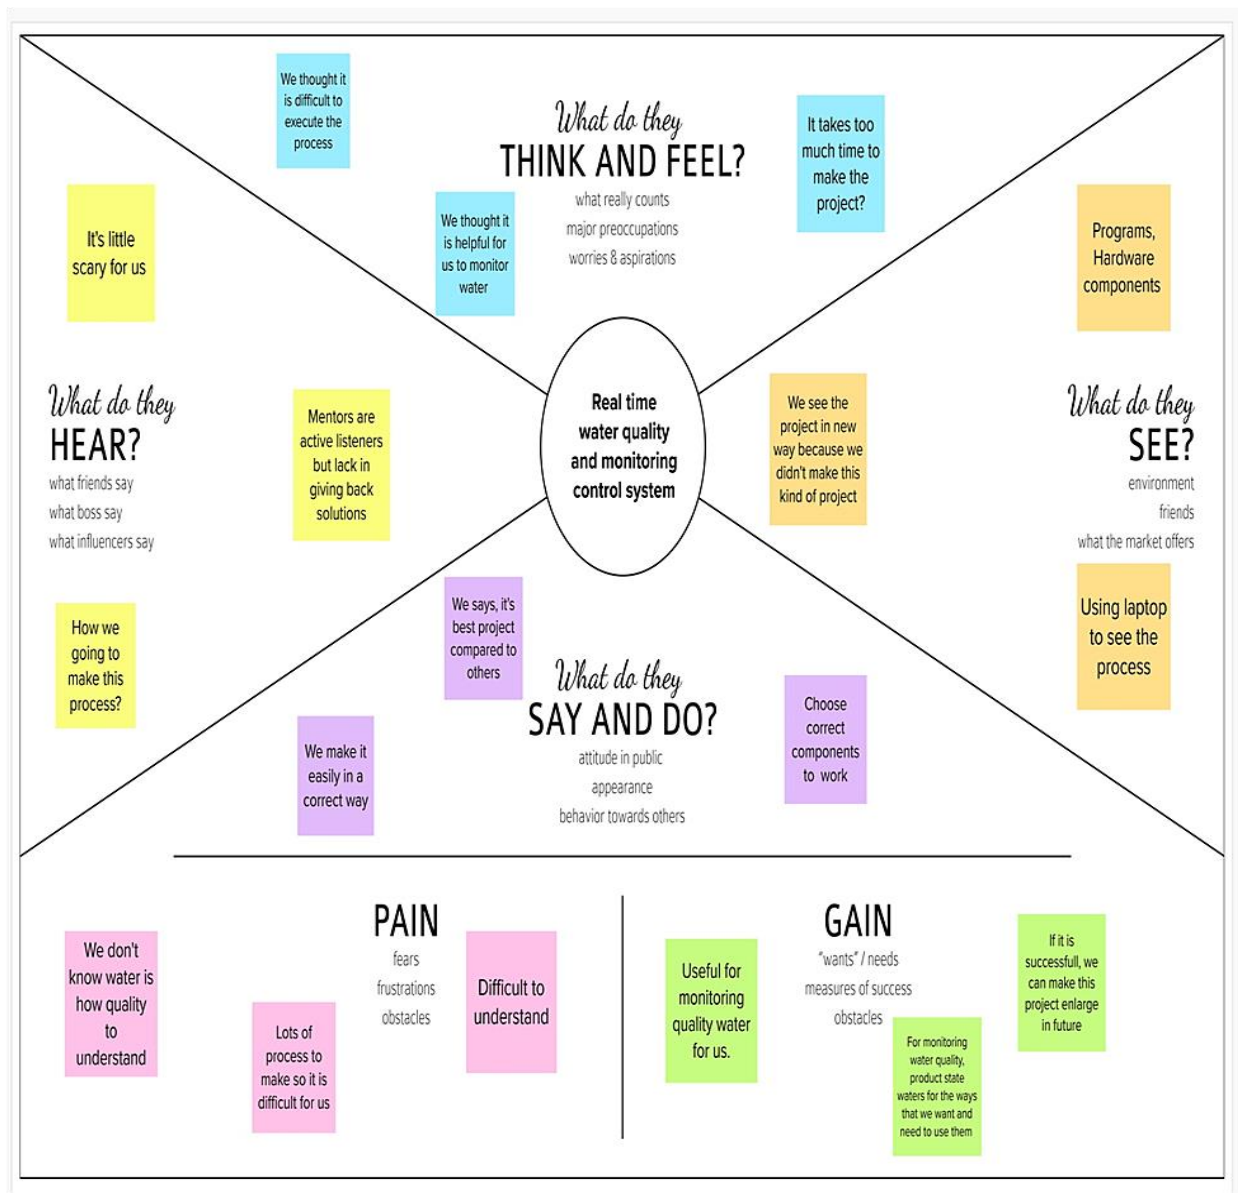 We thought it
is difficult to
execute the
process
What do they
THINK AND FEEL?
what really counts
major preoccupations
worries & aspirations
It takes too
much time to
make the
project?
We thought it
is helpful for
us to monitor
water
It's little
scary for us
What do they
HEAR?
what friends say
what boss say
what influencers say
Mentors are
active listeners
but lack in
giving back
solutions
How we
going to
make this
process?
Real time
water quality
and monitoring
control system
Programs,
Hardware
components
We see the
project in new
way because we
didn't make this
kind of project
What do they
SEE?
environment
friends
what the market offers
Using laptop
to see the
process
We says, it's
best project
compared to
others
What do they
SAY AND DO?
attitude in public
appearance
behavior towards others
We make it
easily in a
correct way
Choose
correct
components
to work
PAIN
fears
frustrations
obstacles
We don't
know water is
how quality
to
understand
Lots of
process to
make so it is
difficult for us
Difficult to
understand
GAIN
"wants" / needs
measures of success
obstacles
Useful for
monitoring
quality water
for us.
For monitoring
water quality,
product state
waters for the ways
that we want and
need to use them
If it is
successfull, we
can make this
project enlarge
in future